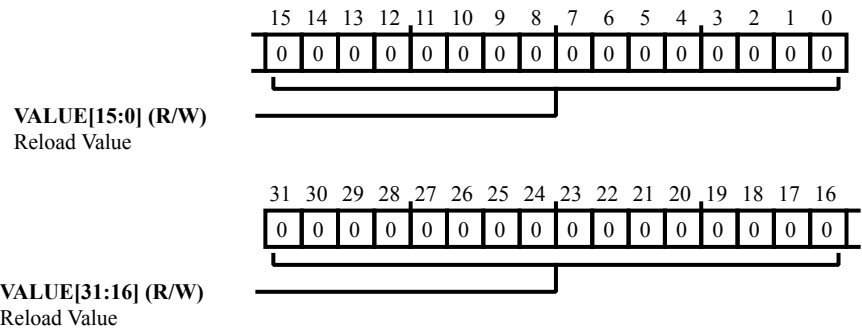 15 14 13 12 11 10 9 8 7 6 5 4 3 2 1 0
0 0 0 0 0 0 0 0 0 0 0 0 0 0 0 0
VALUE[15:0] (R/W)
Reload Value
31 30 29 28 27 26 25 24 23 22 21 20 19 18 17 16
0 0 0 0 0 0 0 0 0 0 0 0 0 0 0 0
VALUE[31:16] (R/W)
Reload Value